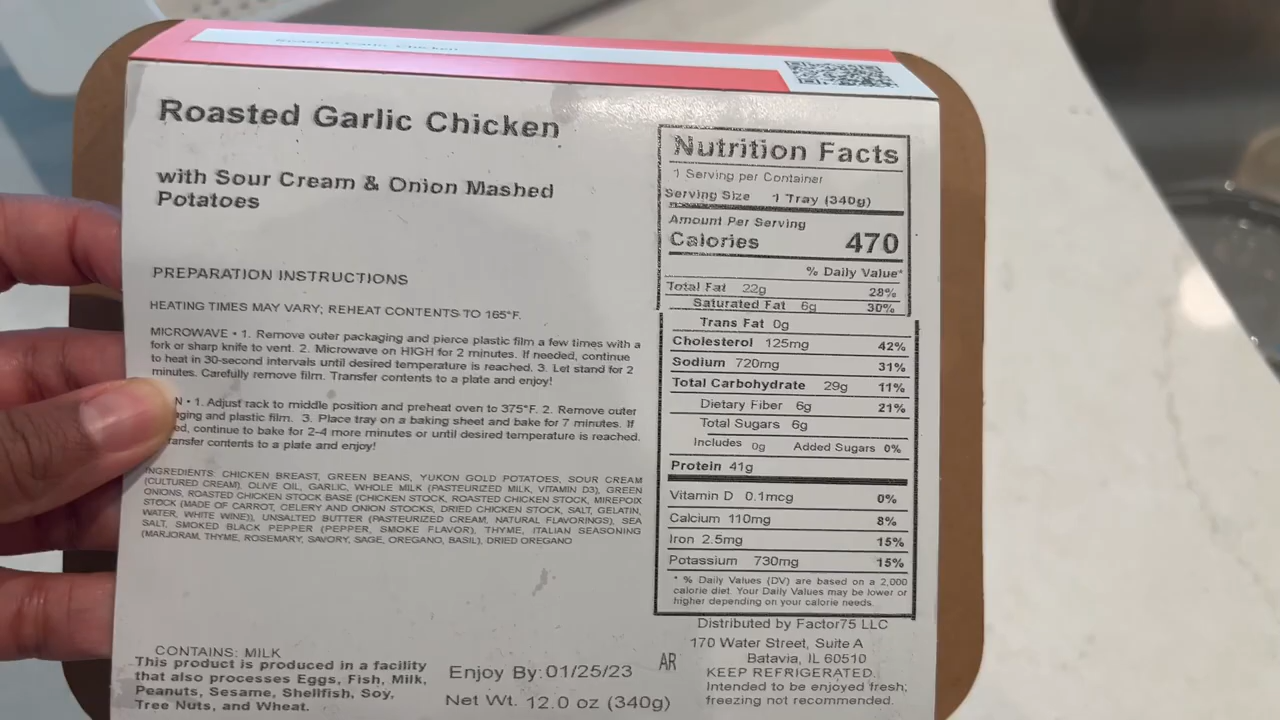 Roasted Garlic Chicken
Roasted Garlic Chicken
with Sour Cream & Onion Mashed
Potatoes
PREPARATION INSTRUCTIONS
HEATING TIMES MAY VARY; REHEAT CONTENTS TO 165°F.
MICROWAVE • 1. Remove outer packaging and pierce plastic film a few times with a
fork or sharp knife to vent. 2. Microwave on HIGH for 2 minutes. If needed, continue
to heat in 30-second intervals until desired temperature is reached. 3. Let stand for 2
minutes. Carefully remove film. Transfer contents to a plate and enjoy!
N • 1. Adjust rack to middle position and preheat oven to 375°F. 2. Remove outer
aging and plastic film. 3. Place tray on a baking sheet and bake for 7 minutes. If
ed, continue to bake for 2-4 more minutes or until desired temperature is reached.
ansfer contents to a plate and enjoy!
INGREDIENTS: CHICKEN BREAST, GREEN BEANS, YUKON GOLD POTATOES, SOUR CREAM
(CULTURED CREAM), OLIVE OIL, GARLIC, WHOLE MILK (PASTEURIZED MILK, VITAMIN D3), GREEN
ONIONS, ROASTED CHICKEN STOCK BASE (CHICKEN STOCK, ROASTED CHICKEN STOCK, MIREPOIX
STOCK (MADE OF CARROT, CELERY AND ONION STOCKS, DRIED CHICKEN STOCK, SALT, GELATIN,
WATER, WHITE WINE)), UNSALTED BUTTER (PASTEURIZED CREAM, NATURAL FLAVORINGS), SEA
SALT, SMOKED BLACK PEPPER (PEPPER, SMOKE FLAVOR), THYME, ITALIAN SEASONING
(MARJORAM, THYME, ROSEMARY, SAVORY, SAGE, OREGANO, BASIL), DRIED OREGANO
CONTAINS: MILK
This product is produced in a facility
that also processes Eggs, Fish, Milk,
Peanuts, Sesame, Shellfish, Soy,
Tree Nuts, and Wheat.
Enjoy By: 01/25/23
Net Wt. 12.0 oz (340g)
AR
Nutrition Facts
1 Serving per Container
Serving Size 1 Tray (340g)
Amount Per Serving
Calories 470
% Daily Value*
Total Fat 22g 28%
Saturated Fat 6g 30%
Trans Fat 0g
Cholesterol 125mg 42%
Sodium 720mg 31%
Total Carbohydrate 29g 11%
Dietary Fiber 6g 21%
Total Sugars 6g
Includes 0g Added Sugars 0%
Protein 41g
Vitamin D 0.1mcg 0%
Calcium 110mg 8%
Iron 2.5mg 15%
Potassium 730mg 15%
* % Daily Values (DV) are based on a 2,000
calorie diet. Your Daily Values may be lower or
higher depending on your calorie needs.
Distributed by Factor75 LLC
170 Water Street, Suite A
Batavia, IL 60510
KEEP REFRIGERATED.
Intended to be enjoyed fresh;
freezing not recommended.